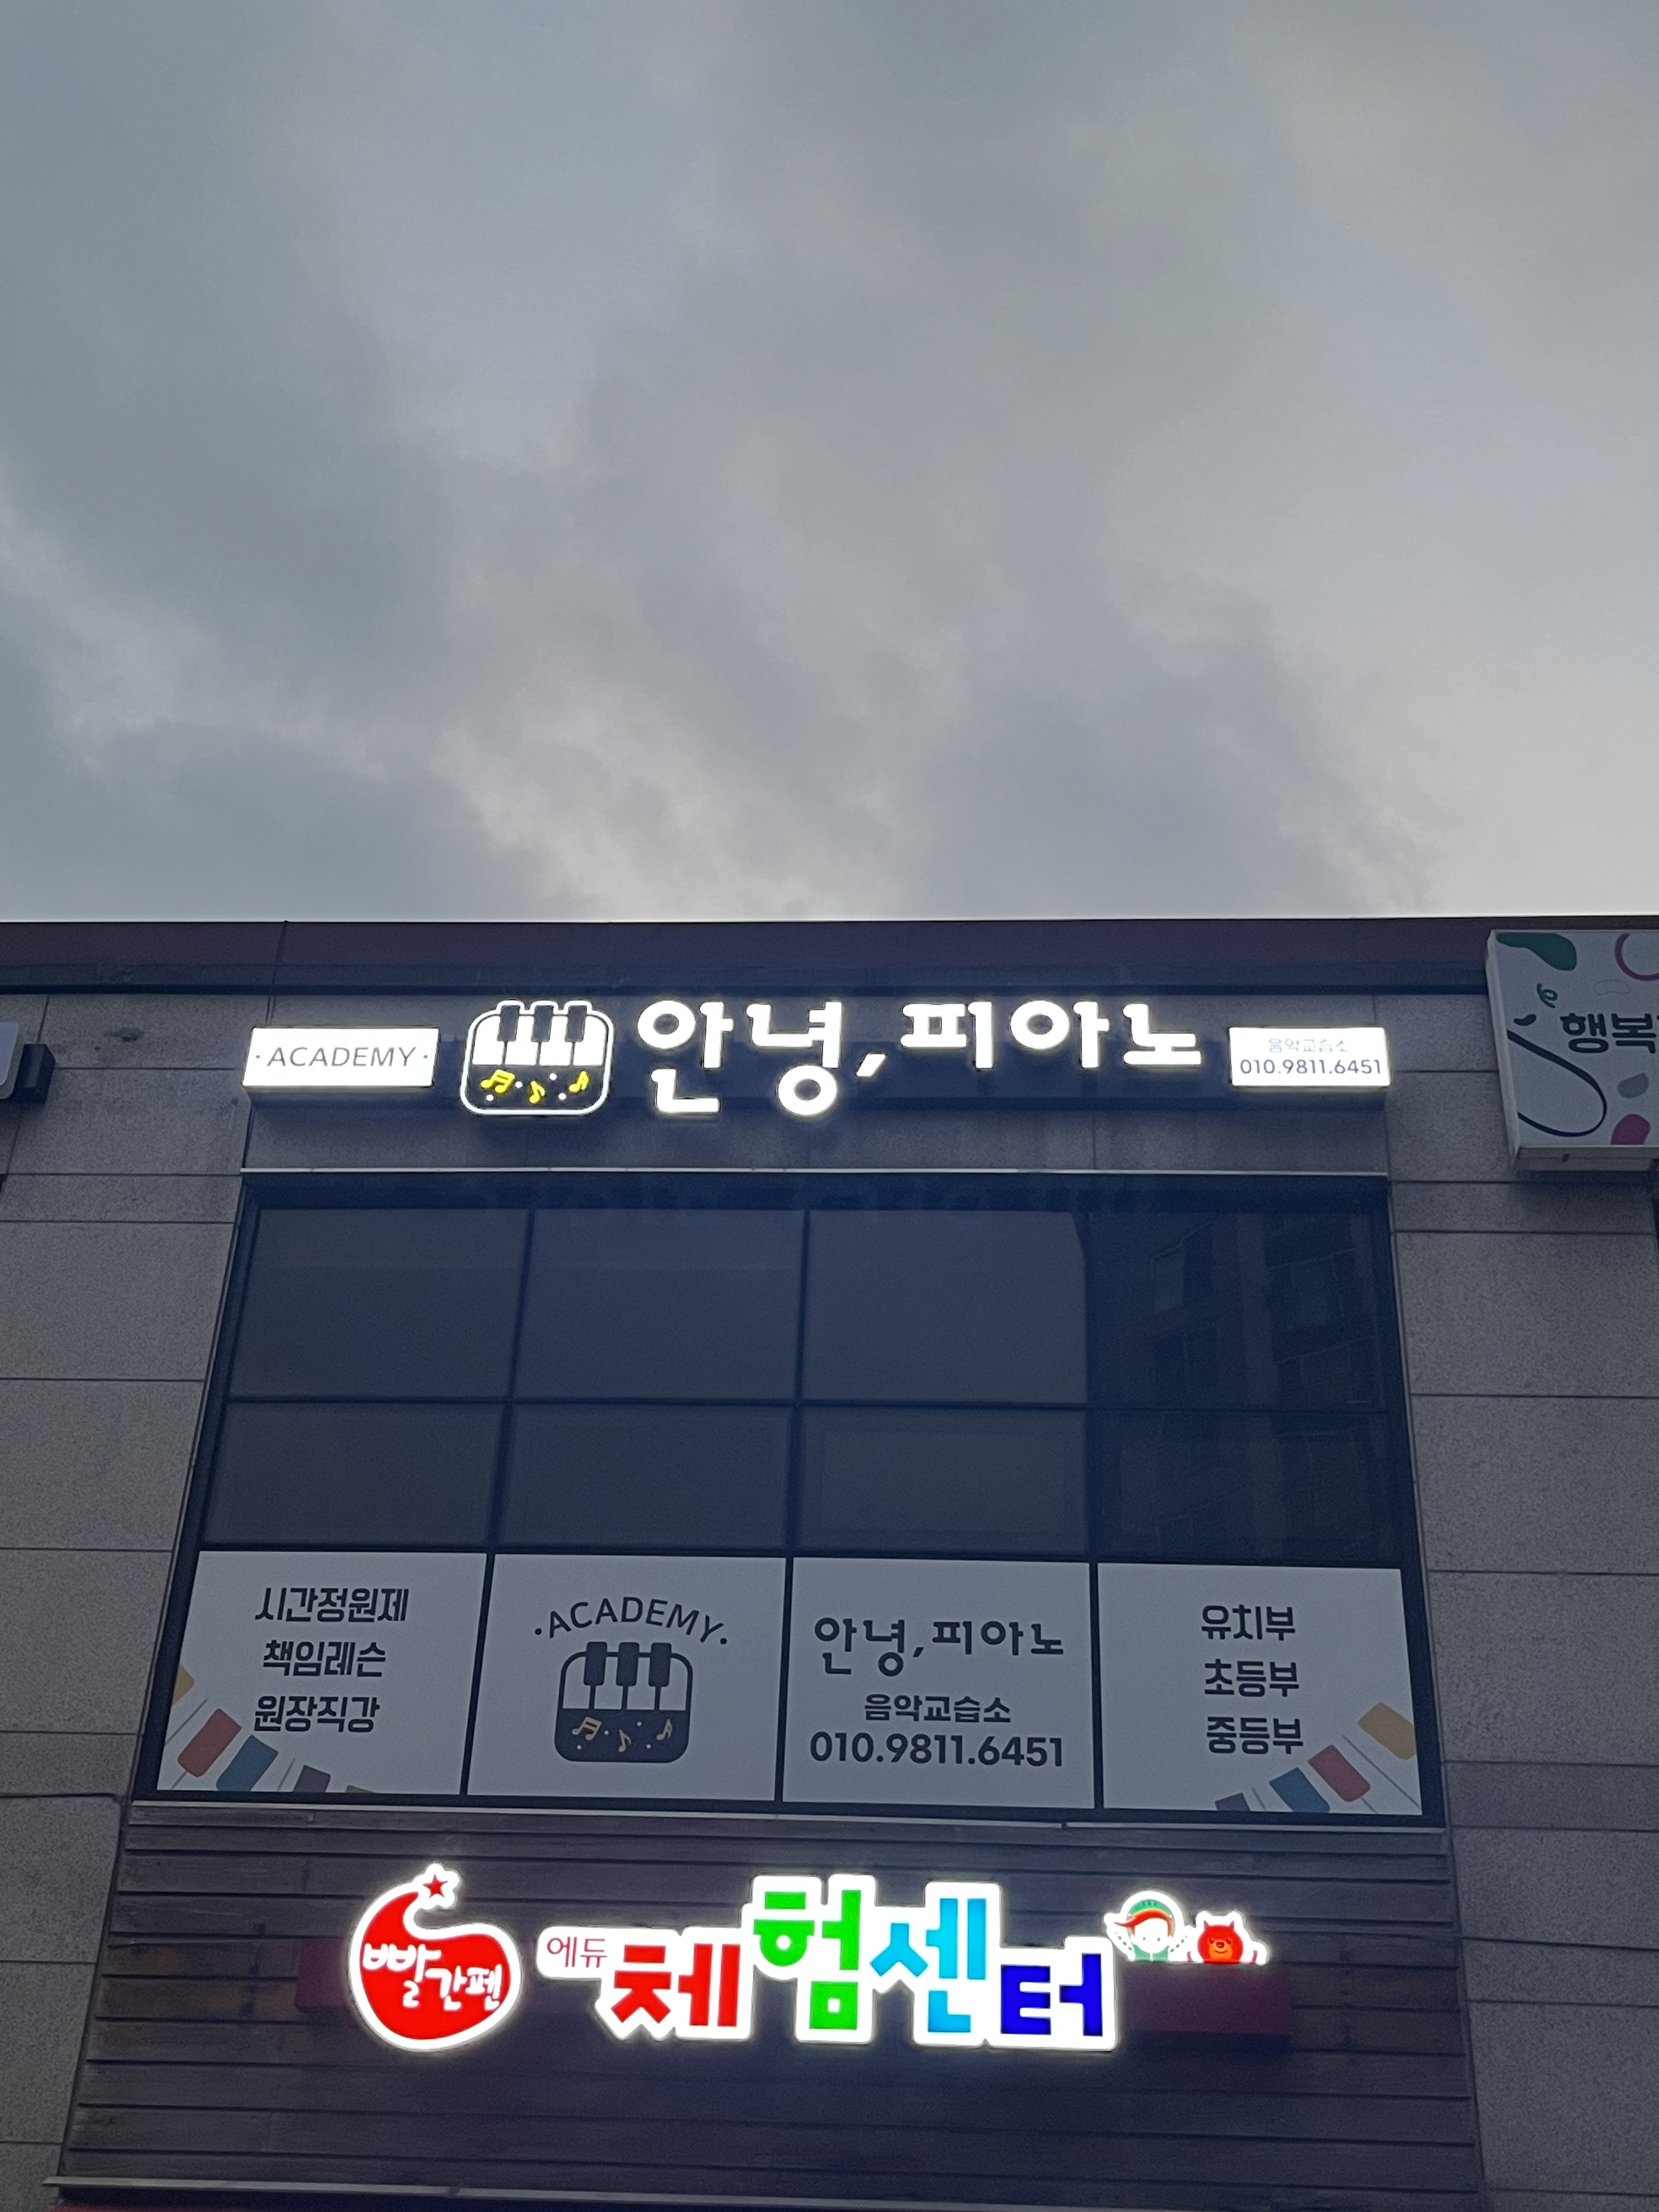 ·ACADEMY·
안녕,피아노
음악교습소
010.9811.6451
행복
시간정원제
책임레슨
원장직강
·ACADEMY·
안녕,피아노
음악교습소
010.9811.6451
유치부
초등부
중등부
빨간펜
에듀 체험센터